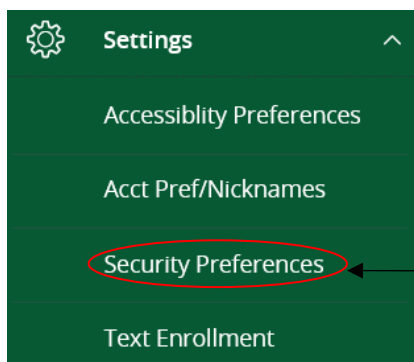 Settings
Accessiblity Preferences
Acct Pref/Nicknames
Security Preferences
Text Enrollment